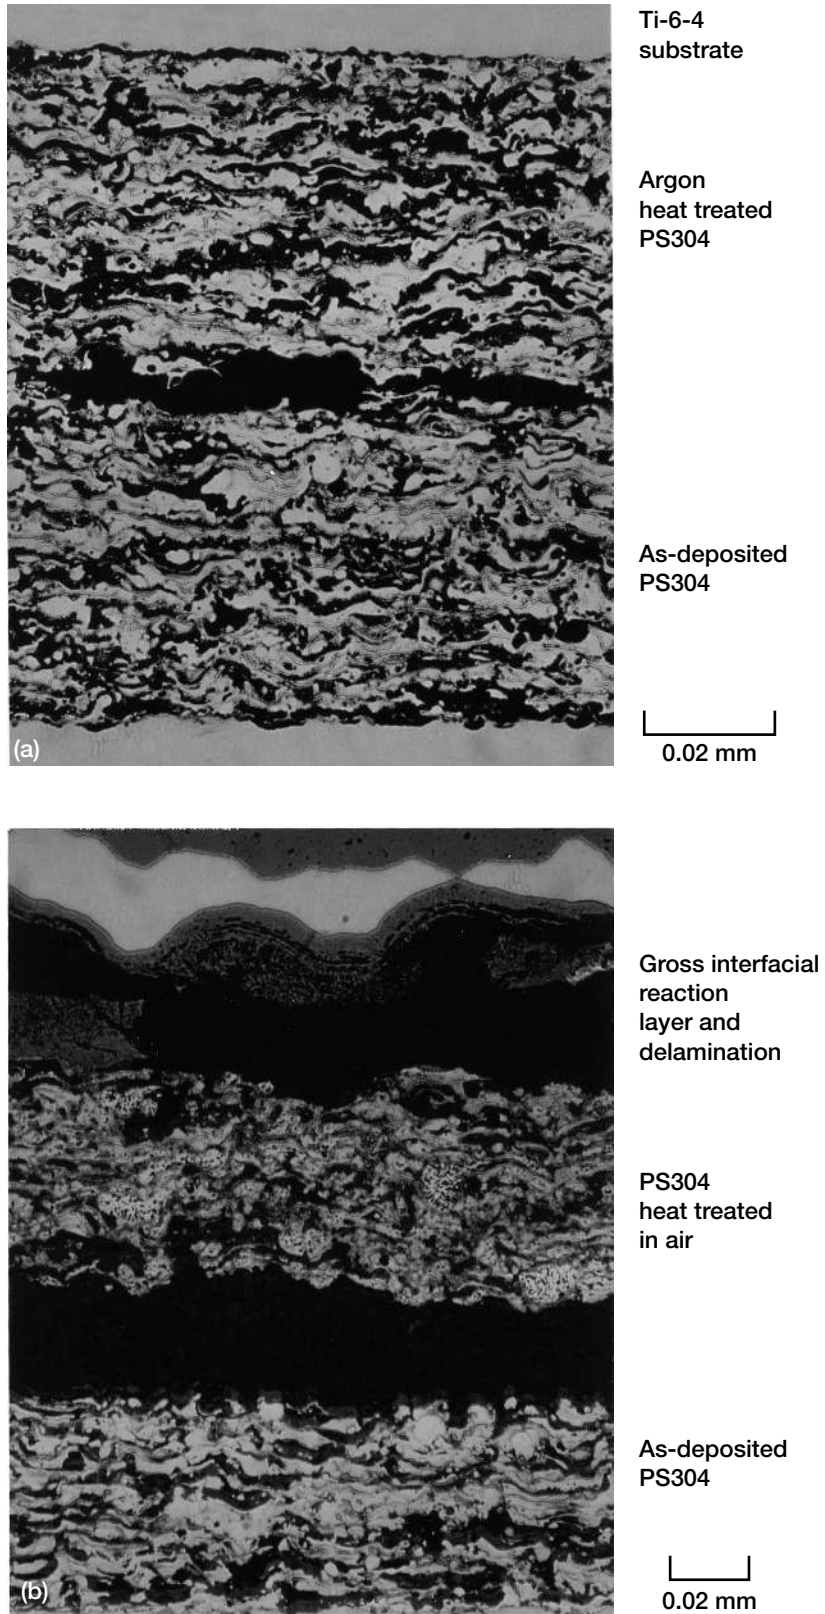 Ti-6-4
substrate
Argon
heat treated
PS304
As-deposited
PS304
0.02 mm
(a)
Gross interfacial
reaction
layer and
delamination
PS304
heat treated
in air
As-deposited
PS304
0.02 mm
(b)